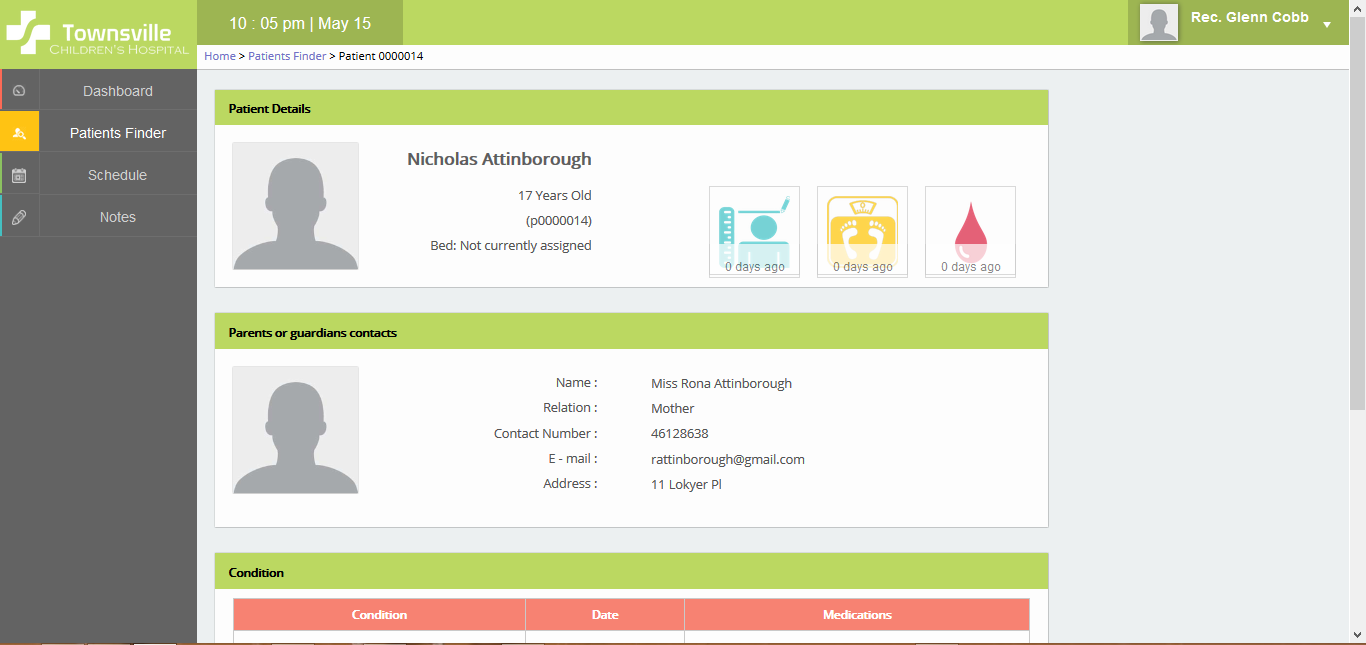 Townsville
CHILDREN'S HOSPITAL
10 : 05 pm | May 15
Rec. Glenn Cobb
Home > Patients Finder > Patient 0000014
Dashboard
Patients Finder
Schedule
Notes
Patient Details
Nicholas Attinborough
17 Years Old
(p0000014)
Bed: Not currently assigned
0 days ago
0 days ago
0 days ago
Parents or guardians contacts
Name : Miss Rona Attinborough
Relation : Mother
Contact Number : 46128638
E - mail : rattinborough@gmail.com
Address : 11 Lokyer Pl
Condition
Condition Date Medications